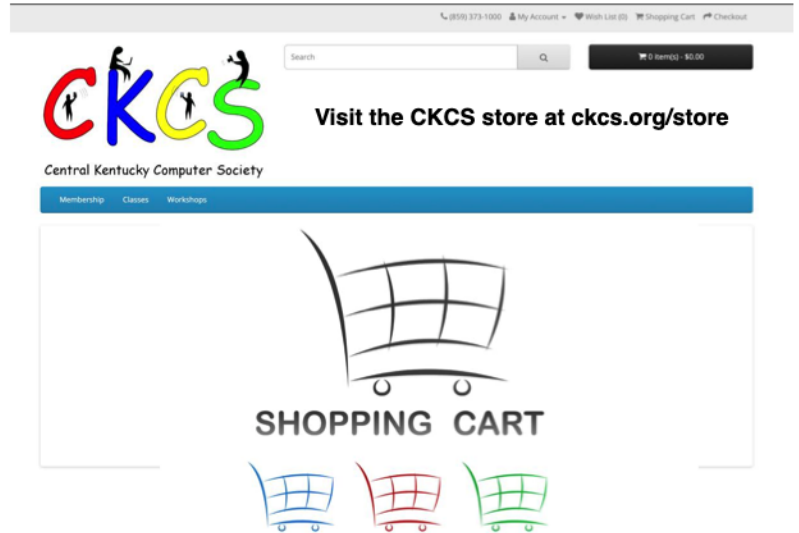 (859) 373-1000 My Account Wish List (0) Shopping Cart Checkout
CKCS
Search
0 item(s) - $0.00
Visit the CKCS store at ckcs.org/store
Central Kentucky Computer Society
Membership Classes Workshops
SHOPPING CART